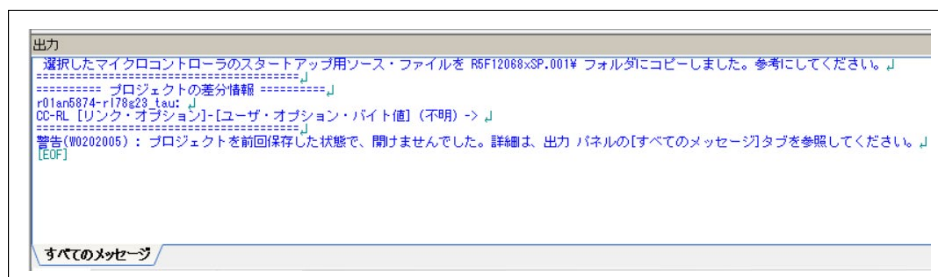 出力
選択したマイクロコントローラのスタートアップ用ソース・ファイルを R5F12068xSP.001¥ フォルダにコピーしました。参考にしてください。↓
=====================================↓
========== プロジェクトの差分情報 ==========↓
r01an5874-rl78g23_tau: ↓
CC-RL [リンク・オプション]-[ユーザ・オプション・バイト値] (不明) -> ↓
=====================================↓
警告(W0202005) : プロジェクトを前回保存した状態で、開けませんでした。詳細は、出力 パネルの[すべてのメッセージ]タブを参照してください。↓
[EOF]
すべてのメッセージ